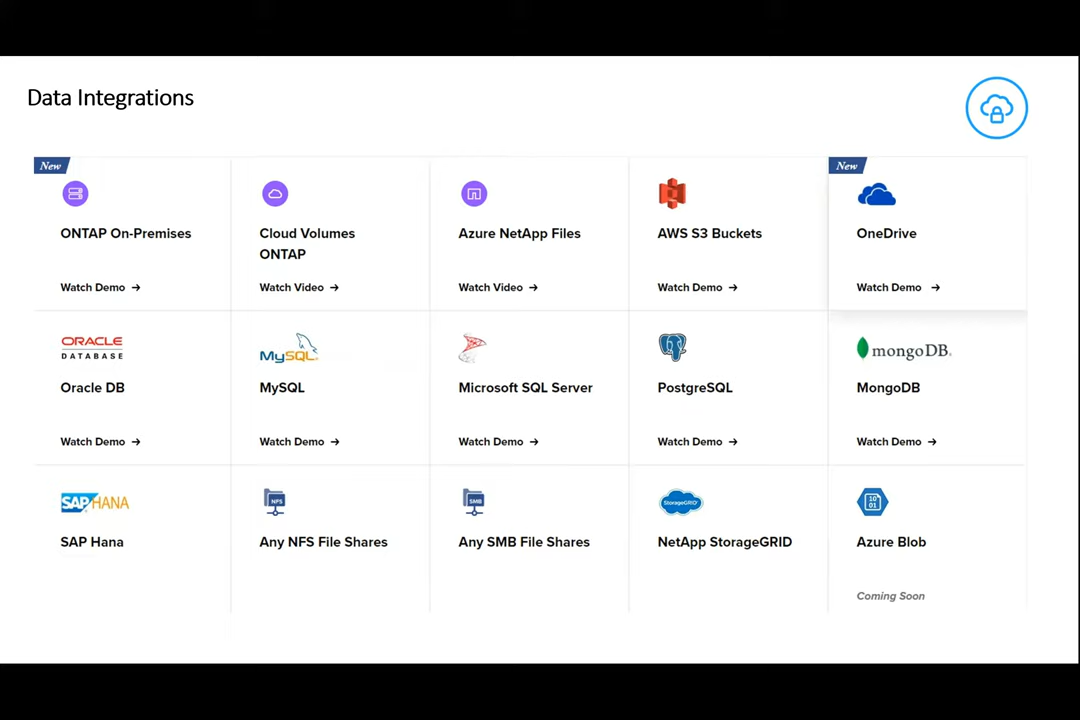 Data Integrations
New
New
ONTAP On-Premises
Cloud Volumes
ONTAP
Azure NetApp Files
AWS S3 Buckets
OneDrive
Watch Demo →
Watch Video →
Watch Video →
Watch Demo →
Watch Demo →
ORACLE
DATABASE
MySQL
mongoDB
Oracle DB
MySQL
Microsoft SQL Server
PostgreSQL
MongoDB
Watch Demo →
Watch Demo →
Watch Demo →
Watch Demo →
Watch Demo →
SAP HANA
NFS
SMB
StorageGRID
10
01
SAP Hana
Any NFS File Shares
Any SMB File Shares
NetApp StorageGRID
Azure Blob
Coming Soon